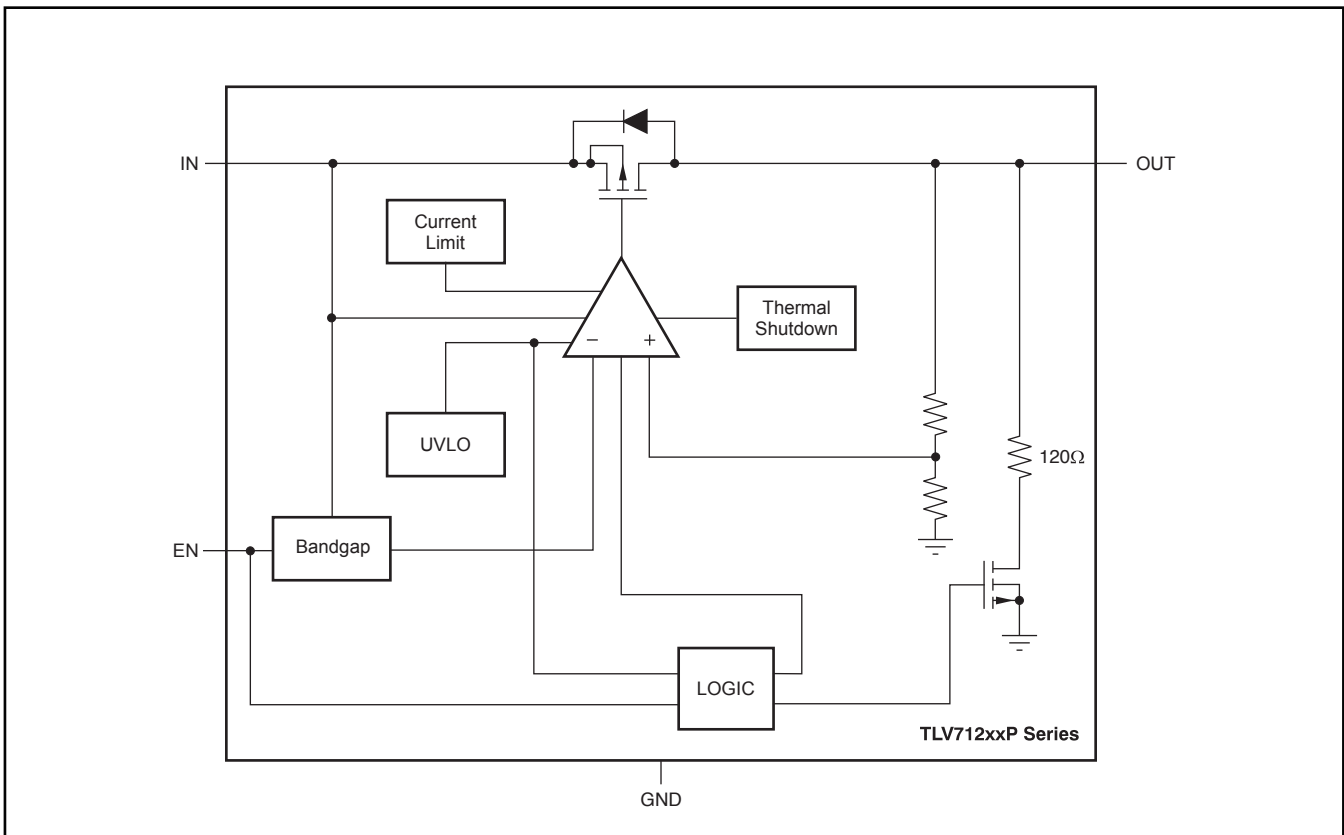 IN
OUT
Current
Limit
Thermal
Shutdown
−
+
UVLO
120Ω
EN
Bandgap
LOGIC
TLV712xxP Series
GND